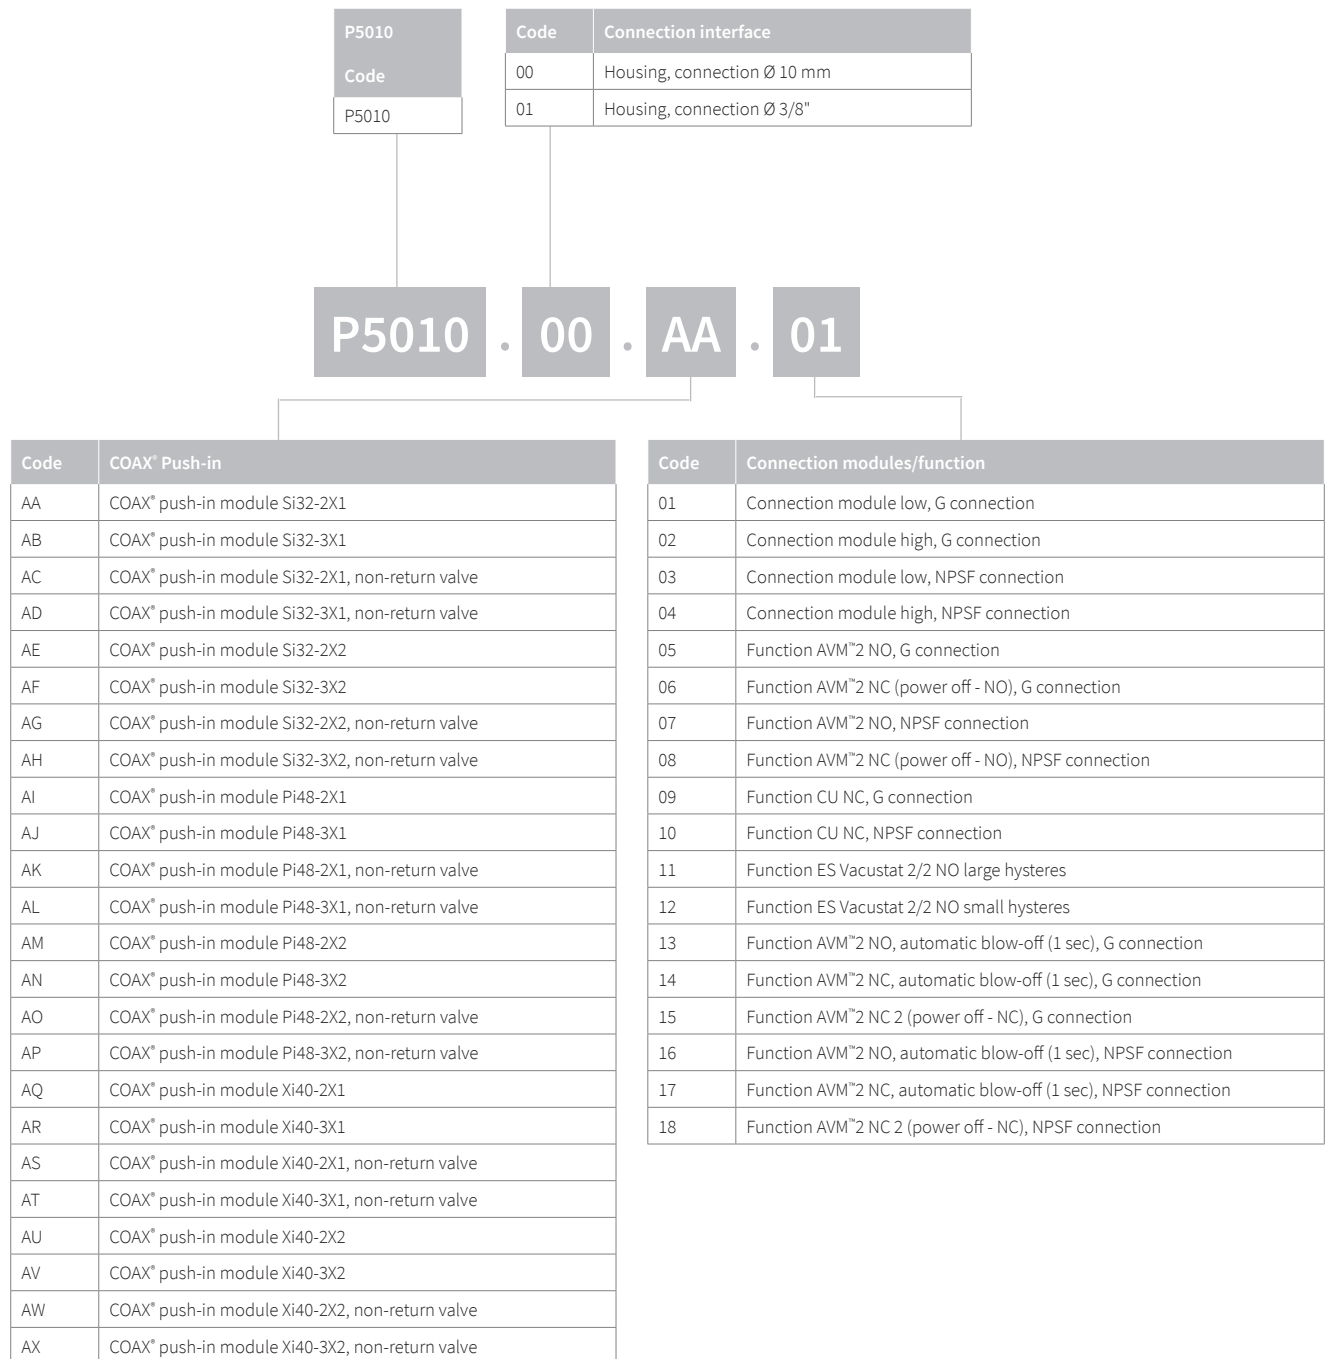 P5010
Code
P5010
Code Connection interface
00 Housing, connection Ø 10 mm
01 Housing, connection Ø 3/8"
P5010 . 00 . AA . 01
Code COAX® Push-in
AA COAX® push-in module Si32-2X1
AB COAX® push-in module Si32-3X1
AC COAX® push-in module Si32-2X1, non-return valve
AD COAX® push-in module Si32-3X1, non-return valve
AE COAX® push-in module Si32-2X2
AF COAX® push-in module Si32-3X2
AG COAX® push-in module Si32-2X2, non-return valve
AH COAX® push-in module Si32-3X2, non-return valve
AI COAX® push-in module Pi48-2X1
AJ COAX® push-in module Pi48-3X1
AK COAX® push-in module Pi48-2X1, non-return valve
AL COAX® push-in module Pi48-3X1, non-return valve
AM COAX® push-in module Pi48-2X2
AN COAX® push-in module Pi48-3X2
AO COAX® push-in module Pi48-2X2, non-return valve
AP COAX® push-in module Pi48-3X2, non-return valve
AQ COAX® push-in module Xi40-2X1
AR COAX® push-in module Xi40-3X1
AS COAX® push-in module Xi40-2X1, non-return valve
AT COAX® push-in module Xi40-3X1, non-return valve
AU COAX® push-in module Xi40-2X2
AV COAX® push-in module Xi40-3X2
AW COAX® push-in module Xi40-2X2, non-return valve
AX COAX® push-in module Xi40-3X2, non-return valve
Code Connection modules/function
01 Connection module low, G connection
02 Connection module high, G connection
03 Connection module low, NPSF connection
04 Connection module high, NPSF connection
05 Function AVM™2 NO, G connection
06 Function AVM™2 NC (power off - NO), G connection
07 Function AVM™2 NO, NPSF connection
08 Function AVM™2 NC (power off - NO), NPSF connection
09 Function CU NC, G connection
10 Function CU NC, NPSF connection
11 Function ES Vacustat 2/2 NO large hysteres
12 Function ES Vacustat 2/2 NO small hysteres
13 Function AVM™2 NO, automatic blow-off (1 sec), G connection
14 Function AVM™2 NC, automatic blow-off (1 sec), G connection
15 Function AVM™2 NC 2 (power off - NC), G connection
16 Function AVM™2 NO, automatic blow-off (1 sec), NPSF connection
17 Function AVM™2 NC, automatic blow-off (1 sec), NPSF connection
18 Function AVM™2 NC 2 (power off - NC), NPSF connection